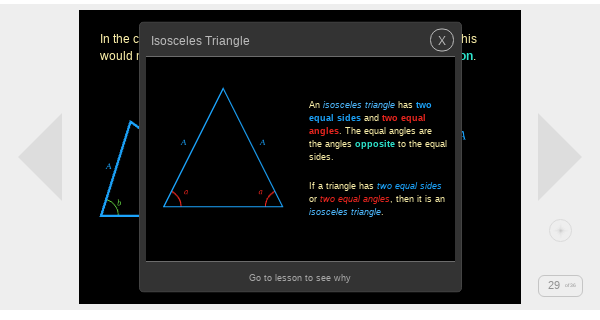 In the c
his
would r
on.
Isosceles Triangle
X
A
A
a
a
An isosceles triangle has two
equal sides and two equal
angles. The equal angles are
the angles opposite to the equal
sides.
If a triangle has two equal sides
or two equal angles, then it is an
isosceles triangle.
A
b
A
Go to lesson to see why
29 of 36